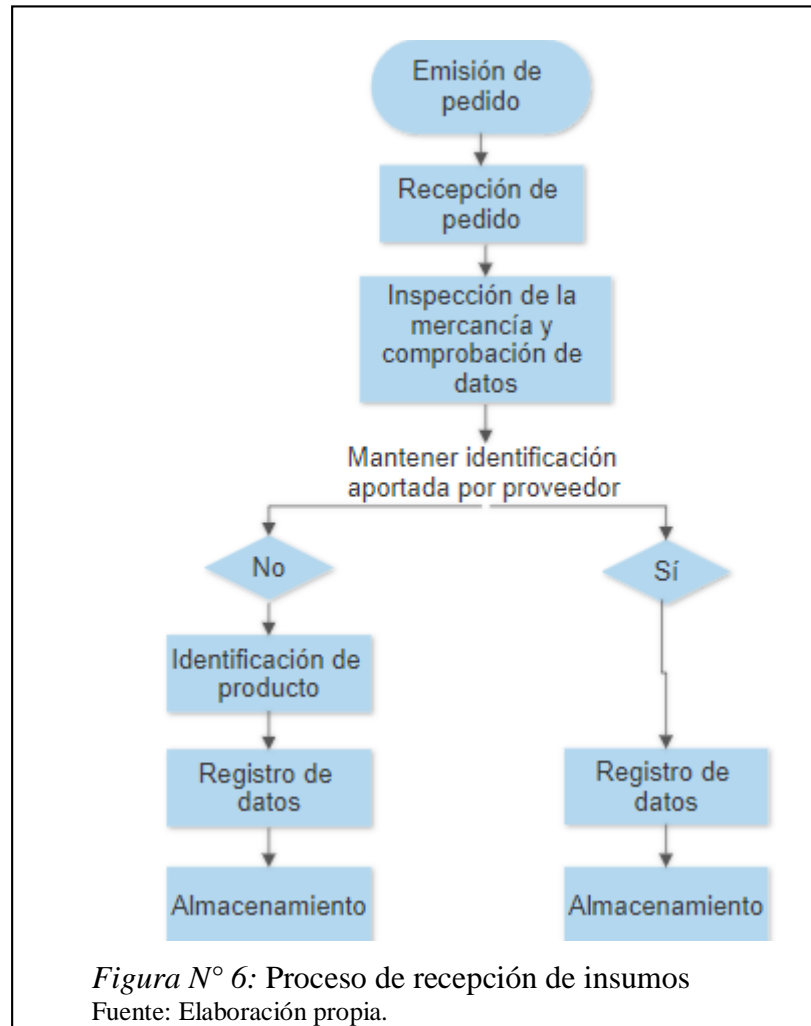 Emisión de
pedido
Recepción de
pedido
Inspección de la
mercancía y
comprobación de
datos
Mantener identificación
aportada por proveedor
No
Sí
Identificación de
producto
Registro de
datos
Registro de
datos
Almacenamiento
Almacenamiento
Figura N° 6: Proceso de recepción de insumos
Fuente: Elaboración propia.